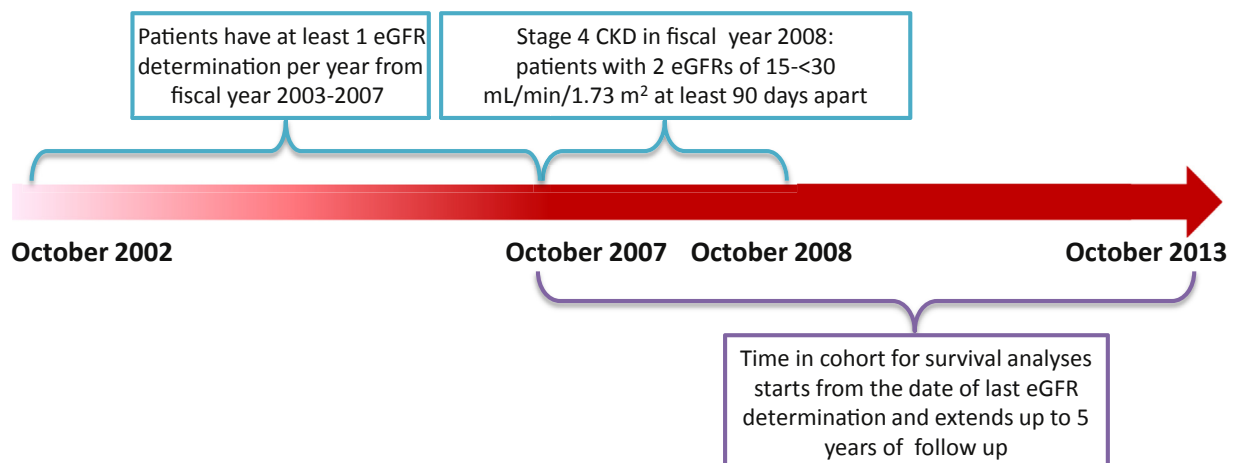 Patients have at least 1 eGFR
determination per year from
fiscal year 2003-2007
Stage 4 CKD in fiscal year 2008:
patients with 2 eGFRs of 15-<30
mL/min/1.73 m² at least 90 days apart
October 2002
October 2007
October 2008
October 2013
Time in cohort for survival analyses
starts from the date of last eGFR
determination and extends up to 5
years of follow up